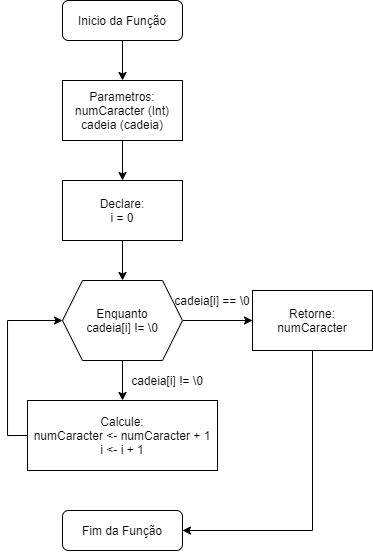 Inicio da Função
Parametros:
numCaracter (Int)
cadeia (cadeia)
Declare:
i = 0
Enquanto
cadeia[i] != \0
cadeia[i] == \0
Retorne:
numCaracter
cadeia[i] != \0
Calcule:
numCaracter <- numCaracter + 1
i <- i + 1
Fim da Função